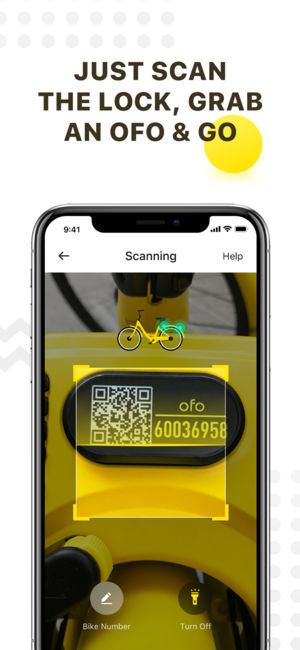 JUST SCAN
THE LOCK, GRAB
AN OFO & GO
9:41
Scanning
Help
ofo
60036958
Bike Number
Turn Off